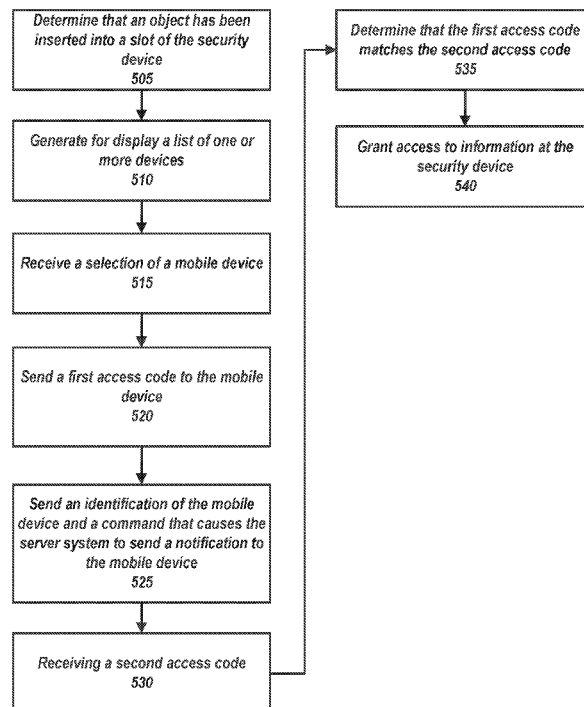 Determine that an object has been
inserted into a slot of the security
device
505
Generate for display a list of one or
more devices
510
Receive a selection of a mobile device
515
Send a first access code to the mobile
device
520
Send an identification of the mobile
device and a command that causes the
server system to send a notification to
the mobile device
525
Receiving a second access code
530
Determine that the first access code
matches the second access code
535
Grant access to information at the
security device
540